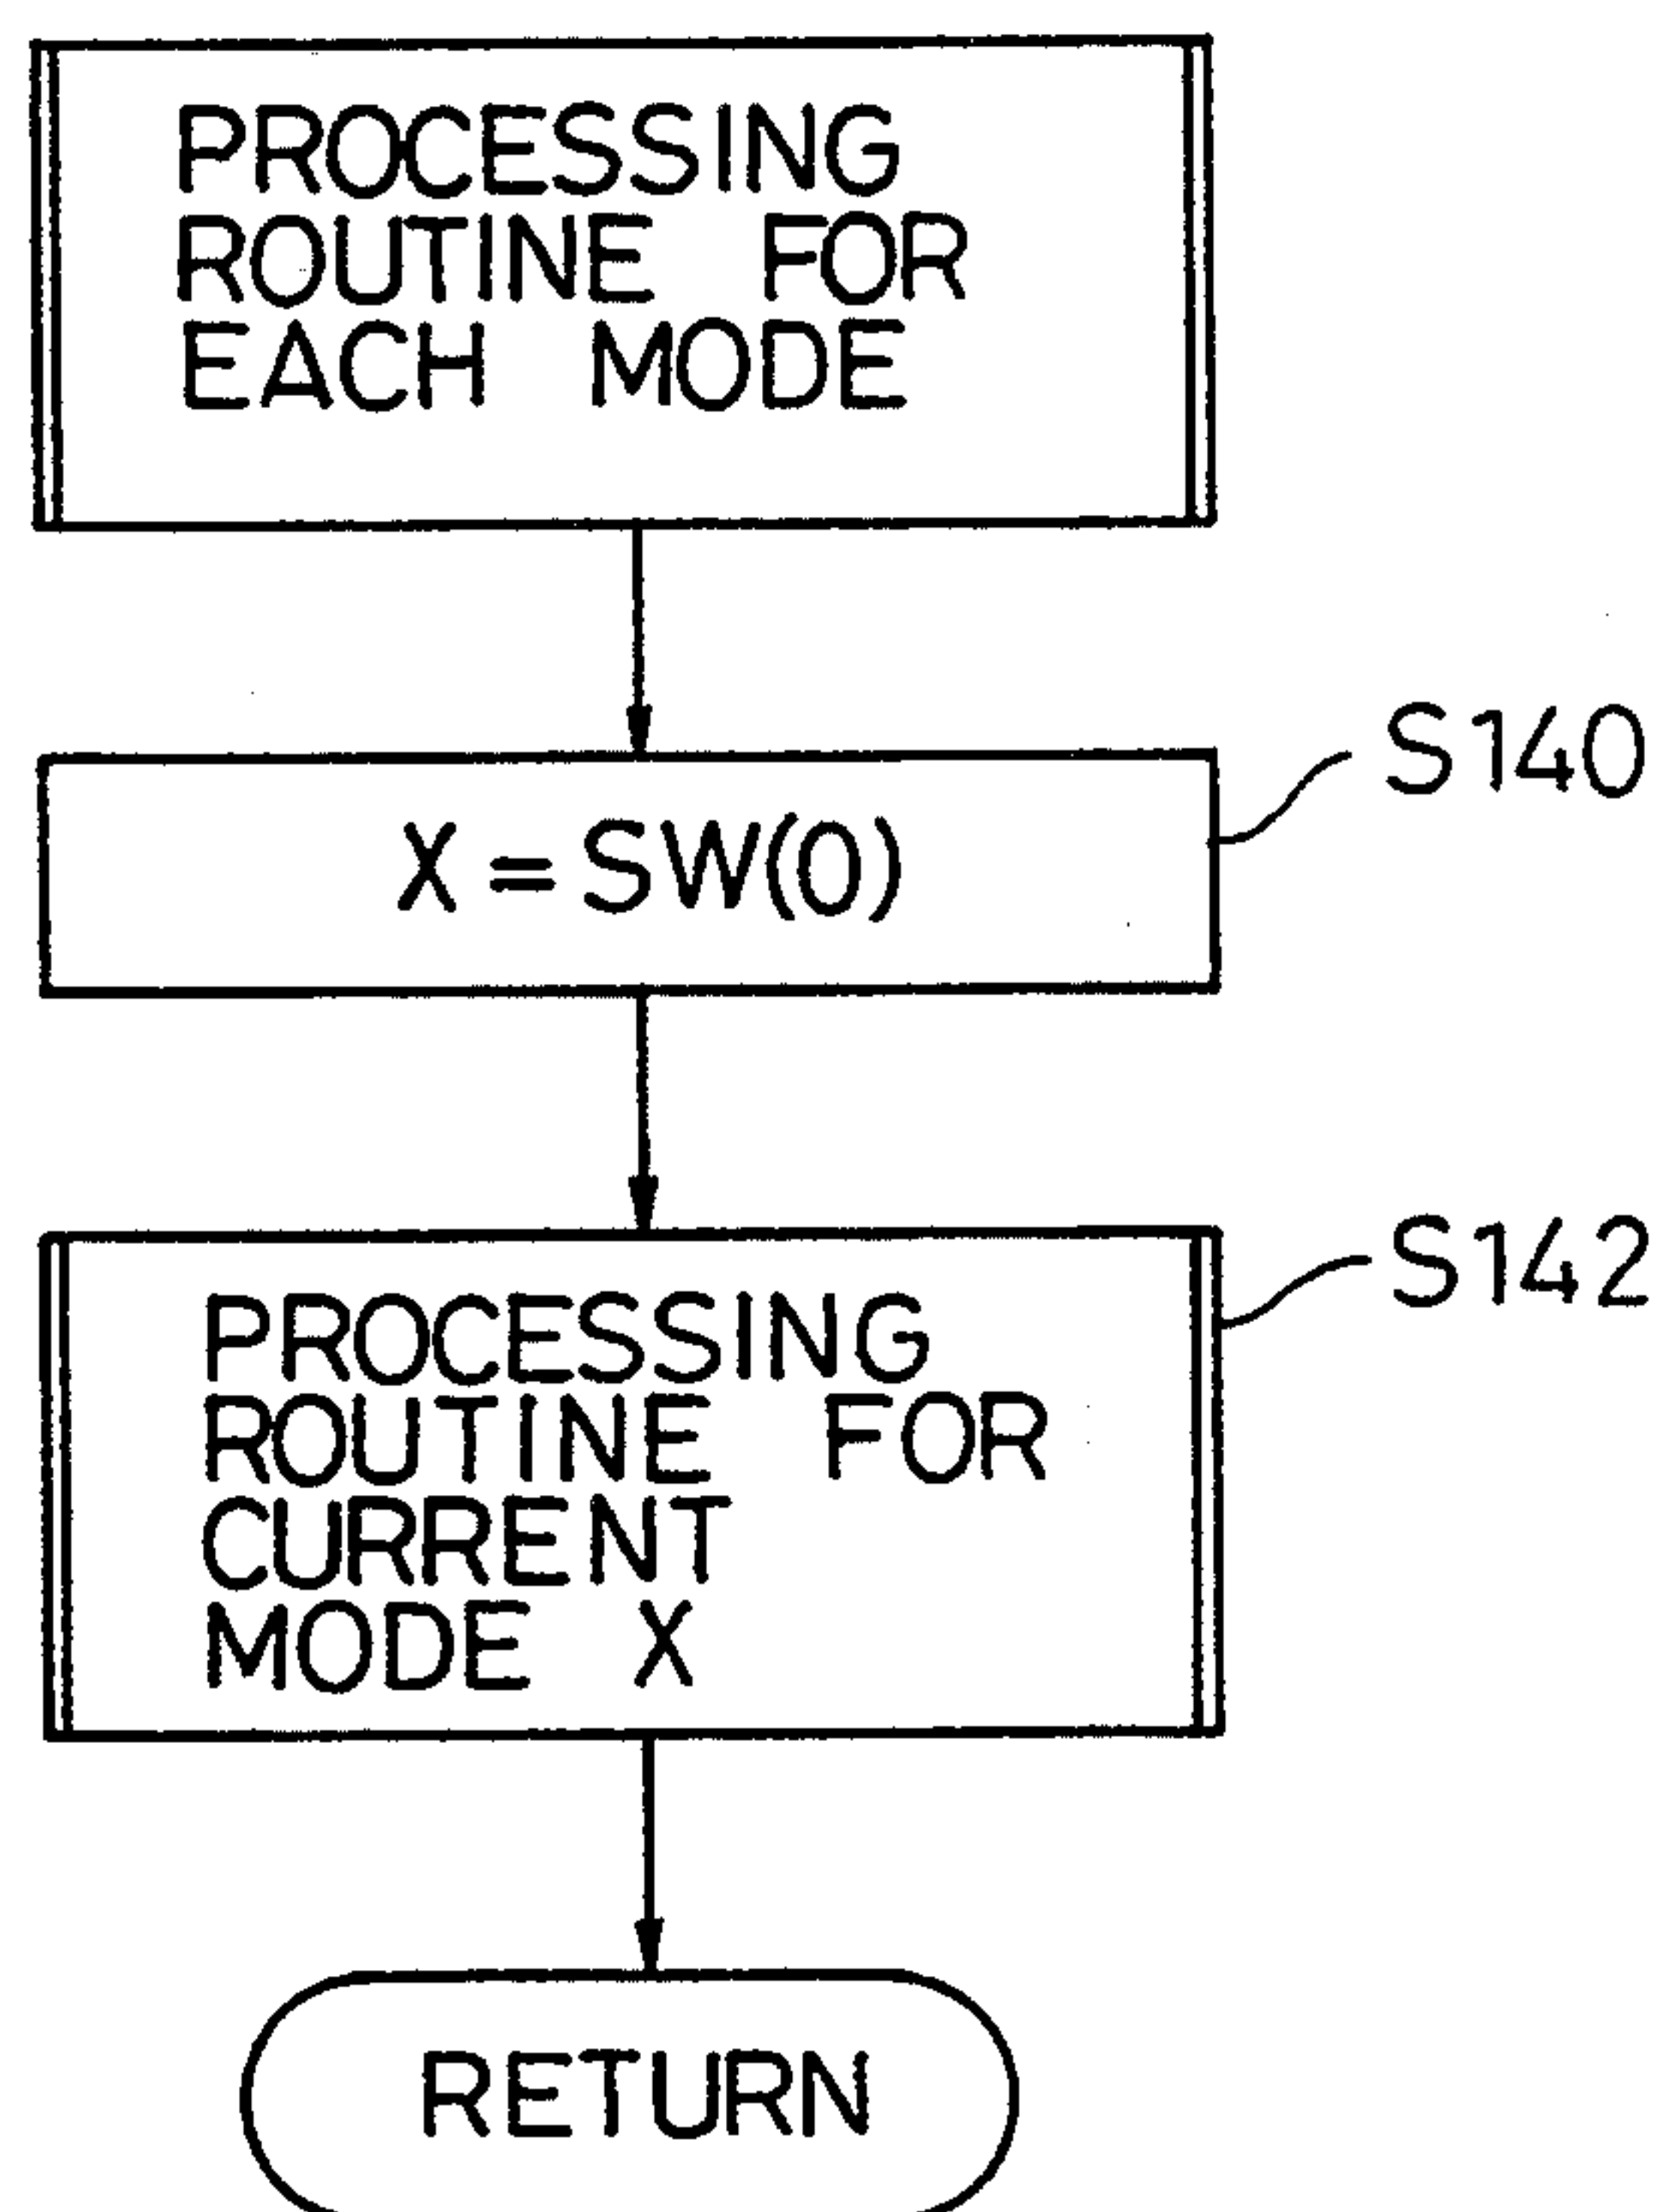 PROCESSING
ROUTINE FOR
EACH MODE
S140
X=SW(0)
S142
PROCESSING
ROUTINE FOR
CURRENT
MODE X
RETURN